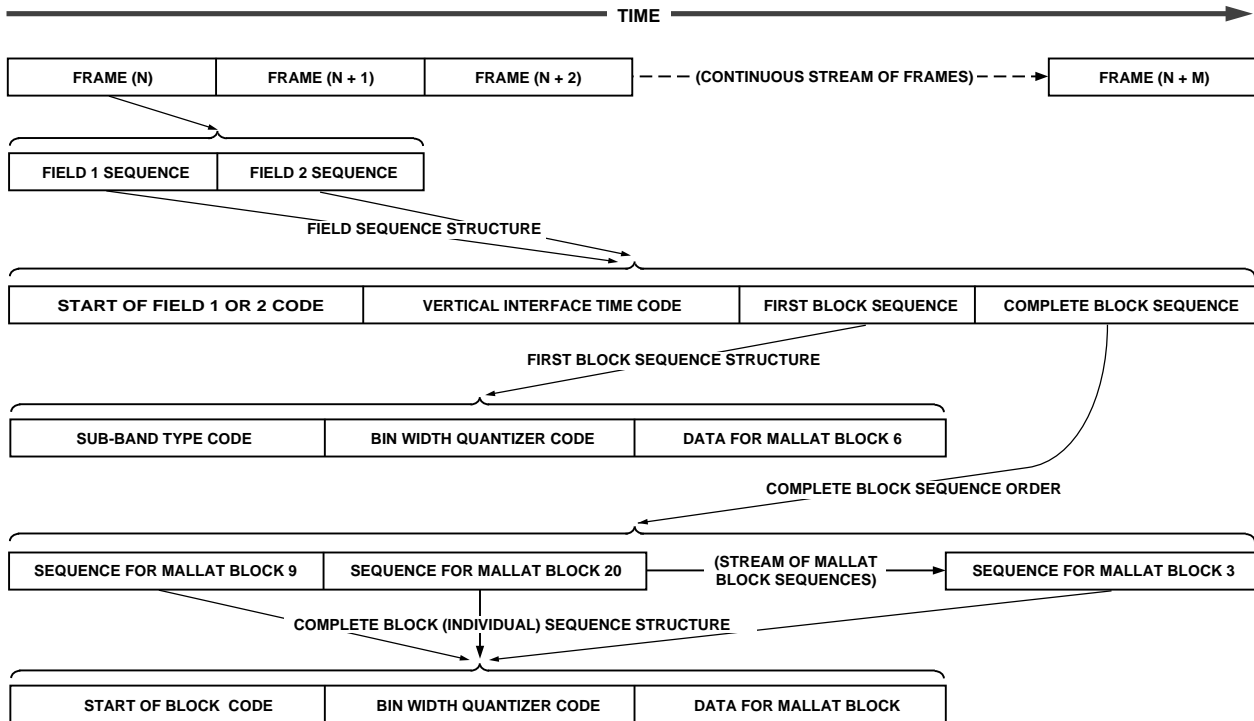 TIME
FRAME (N)
FRAME (N + 1)
FRAME (N + 2)
(CONTINUOUS STREAM OF FRAMES)
FRAME (N + M)
FIELD 1 SEQUENCE
FIELD 2 SEQUENCE
FIELD SEQUENCE STRUCTURE
START OF FIELD 1 OR 2 CODE
VERTICAL INTERFACE TIME CODE
FIRST BLOCK SEQUENCE
COMPLETE BLOCK SEQUENCE
FIRST BLOCK SEQUENCE STRUCTURE
SUB-BAND TYPE CODE
BIN WIDTH QUANTIZER CODE
DATA FOR MALLAT BLOCK 6
COMPLETE BLOCK SEQUENCE ORDER
SEQUENCE FOR MALLAT BLOCK 9
SEQUENCE FOR MALLAT BLOCK 20
(STREAM OF MALLAT
BLOCK SEQUENCES)
SEQUENCE FOR MALLAT BLOCK 3
COMPLETE BLOCK (INDIVIDUAL) SEQUENCE STRUCTURE
START OF BLOCK CODE
BIN WIDTH QUANTIZER CODE
DATA FOR MALLAT BLOCK